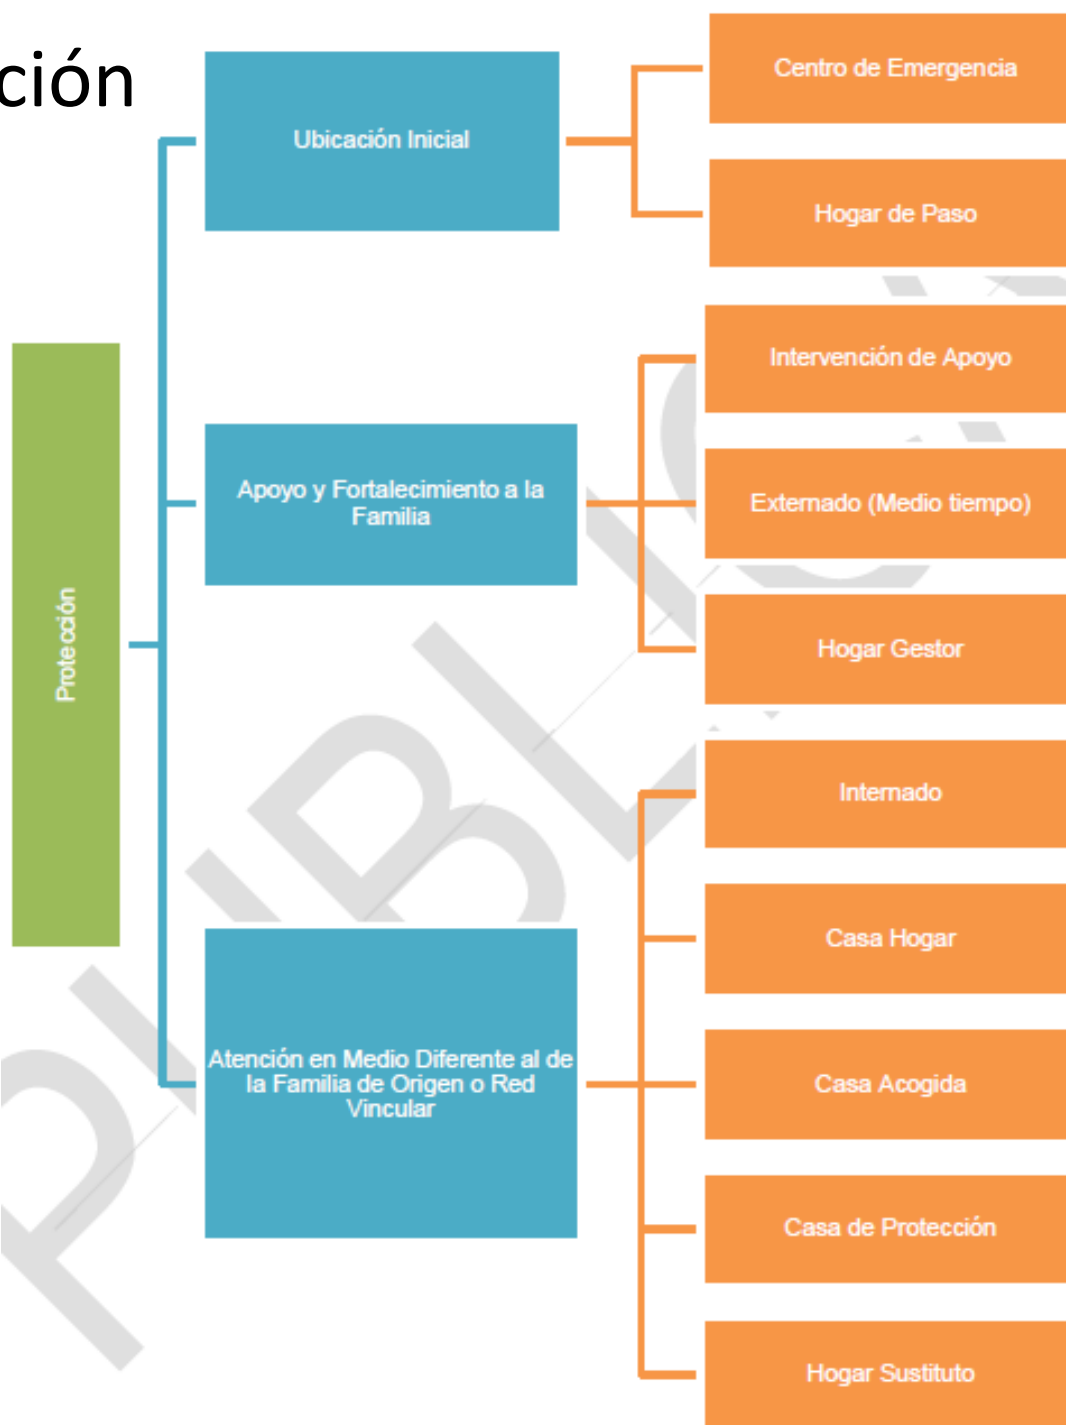 ción
Protección
Ubicación Inicial
Centro de Emergencia
Hogar de Paso
Apoyo y Fortalecimiento a la
Familia
Intervención de Apoyo
Externado (Medio tiempo)
Hogar Gestor
Atención en Medio Diferente al de
la Familia de Origen o Red
Vincular
Internado
Casa Hogar
Casa Acogida
Casa de Protección
Hogar Sustituto